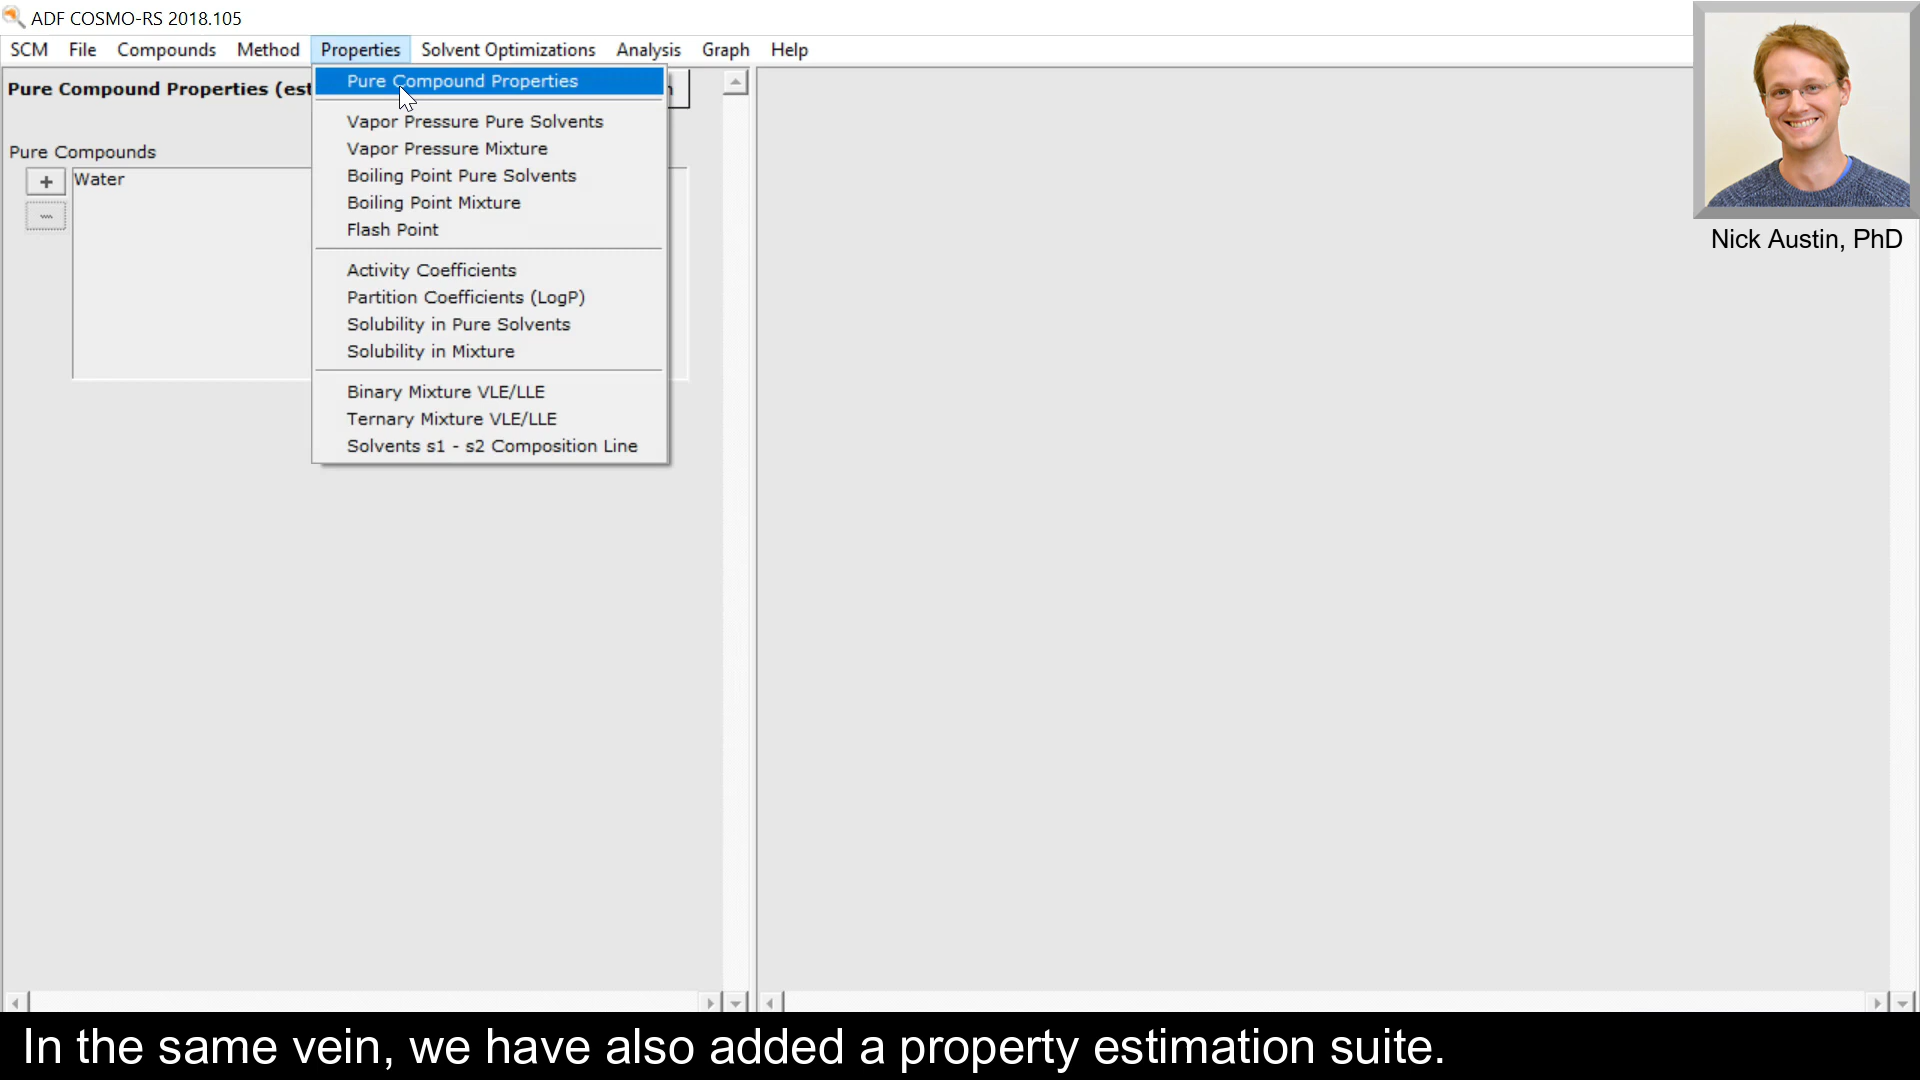 ADF COSMO-RS 2018.105
SCM File Compounds Method Properties Solvent Optimizations Analysis Graph Help
Pure Compound Properties (est
Pure Compounds
+
Water
Pure Compound Properties
Vapor Pressure Pure Solvents
Vapor Pressure Mixture
Boiling Point Pure Solvents
Boiling Point Mixture
Flash Point
Activity Coefficients
Partition Coefficients (LogP)
Solubility in Pure Solvents
Solubility in Mixture
Binary Mixture VLE/LLE
Ternary Mixture VLE/LLE
Solvents s1 - s2 Composition Line
Nick Austin, PhD
In the same vein, we have also added a property estimation suite.